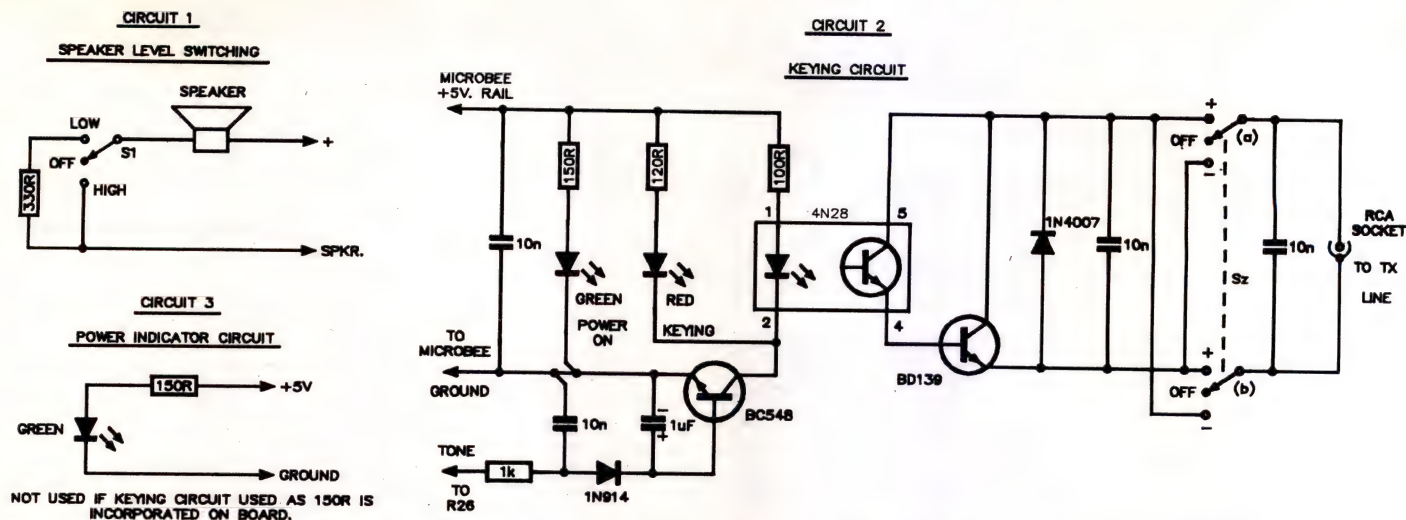 CIRCUIT 1
SPEAKER LEVEL SWITCHING
SPEAKER
LOW
OFF
S1
HIGH
330R
+
SPKR.
CIRCUIT 3
POWER INDICATOR CIRCUIT
150R
+5V
GREEN
GROUND
NOT USED IF KEYING CIRCUIT USED AS 150R IS
INCORPORATED ON BOARD.
CIRCUIT 2
KEYING CIRCUIT
MICROBEE
+5V. RAIL
150R
120R
100R
10n
GREEN
POWER
ON
RED
KEYING
1
4N28
5
2
4
TO
MICROBEE
GROUND
BC548
10n
−
1uF
+
TONE
TO
R26
1k
1N914
BD139
1N4007
10n
+
OFF
(a)
−
Sz
+
OFF
(b)
−
10n
RCA
SOCKET
TO TX
LINE